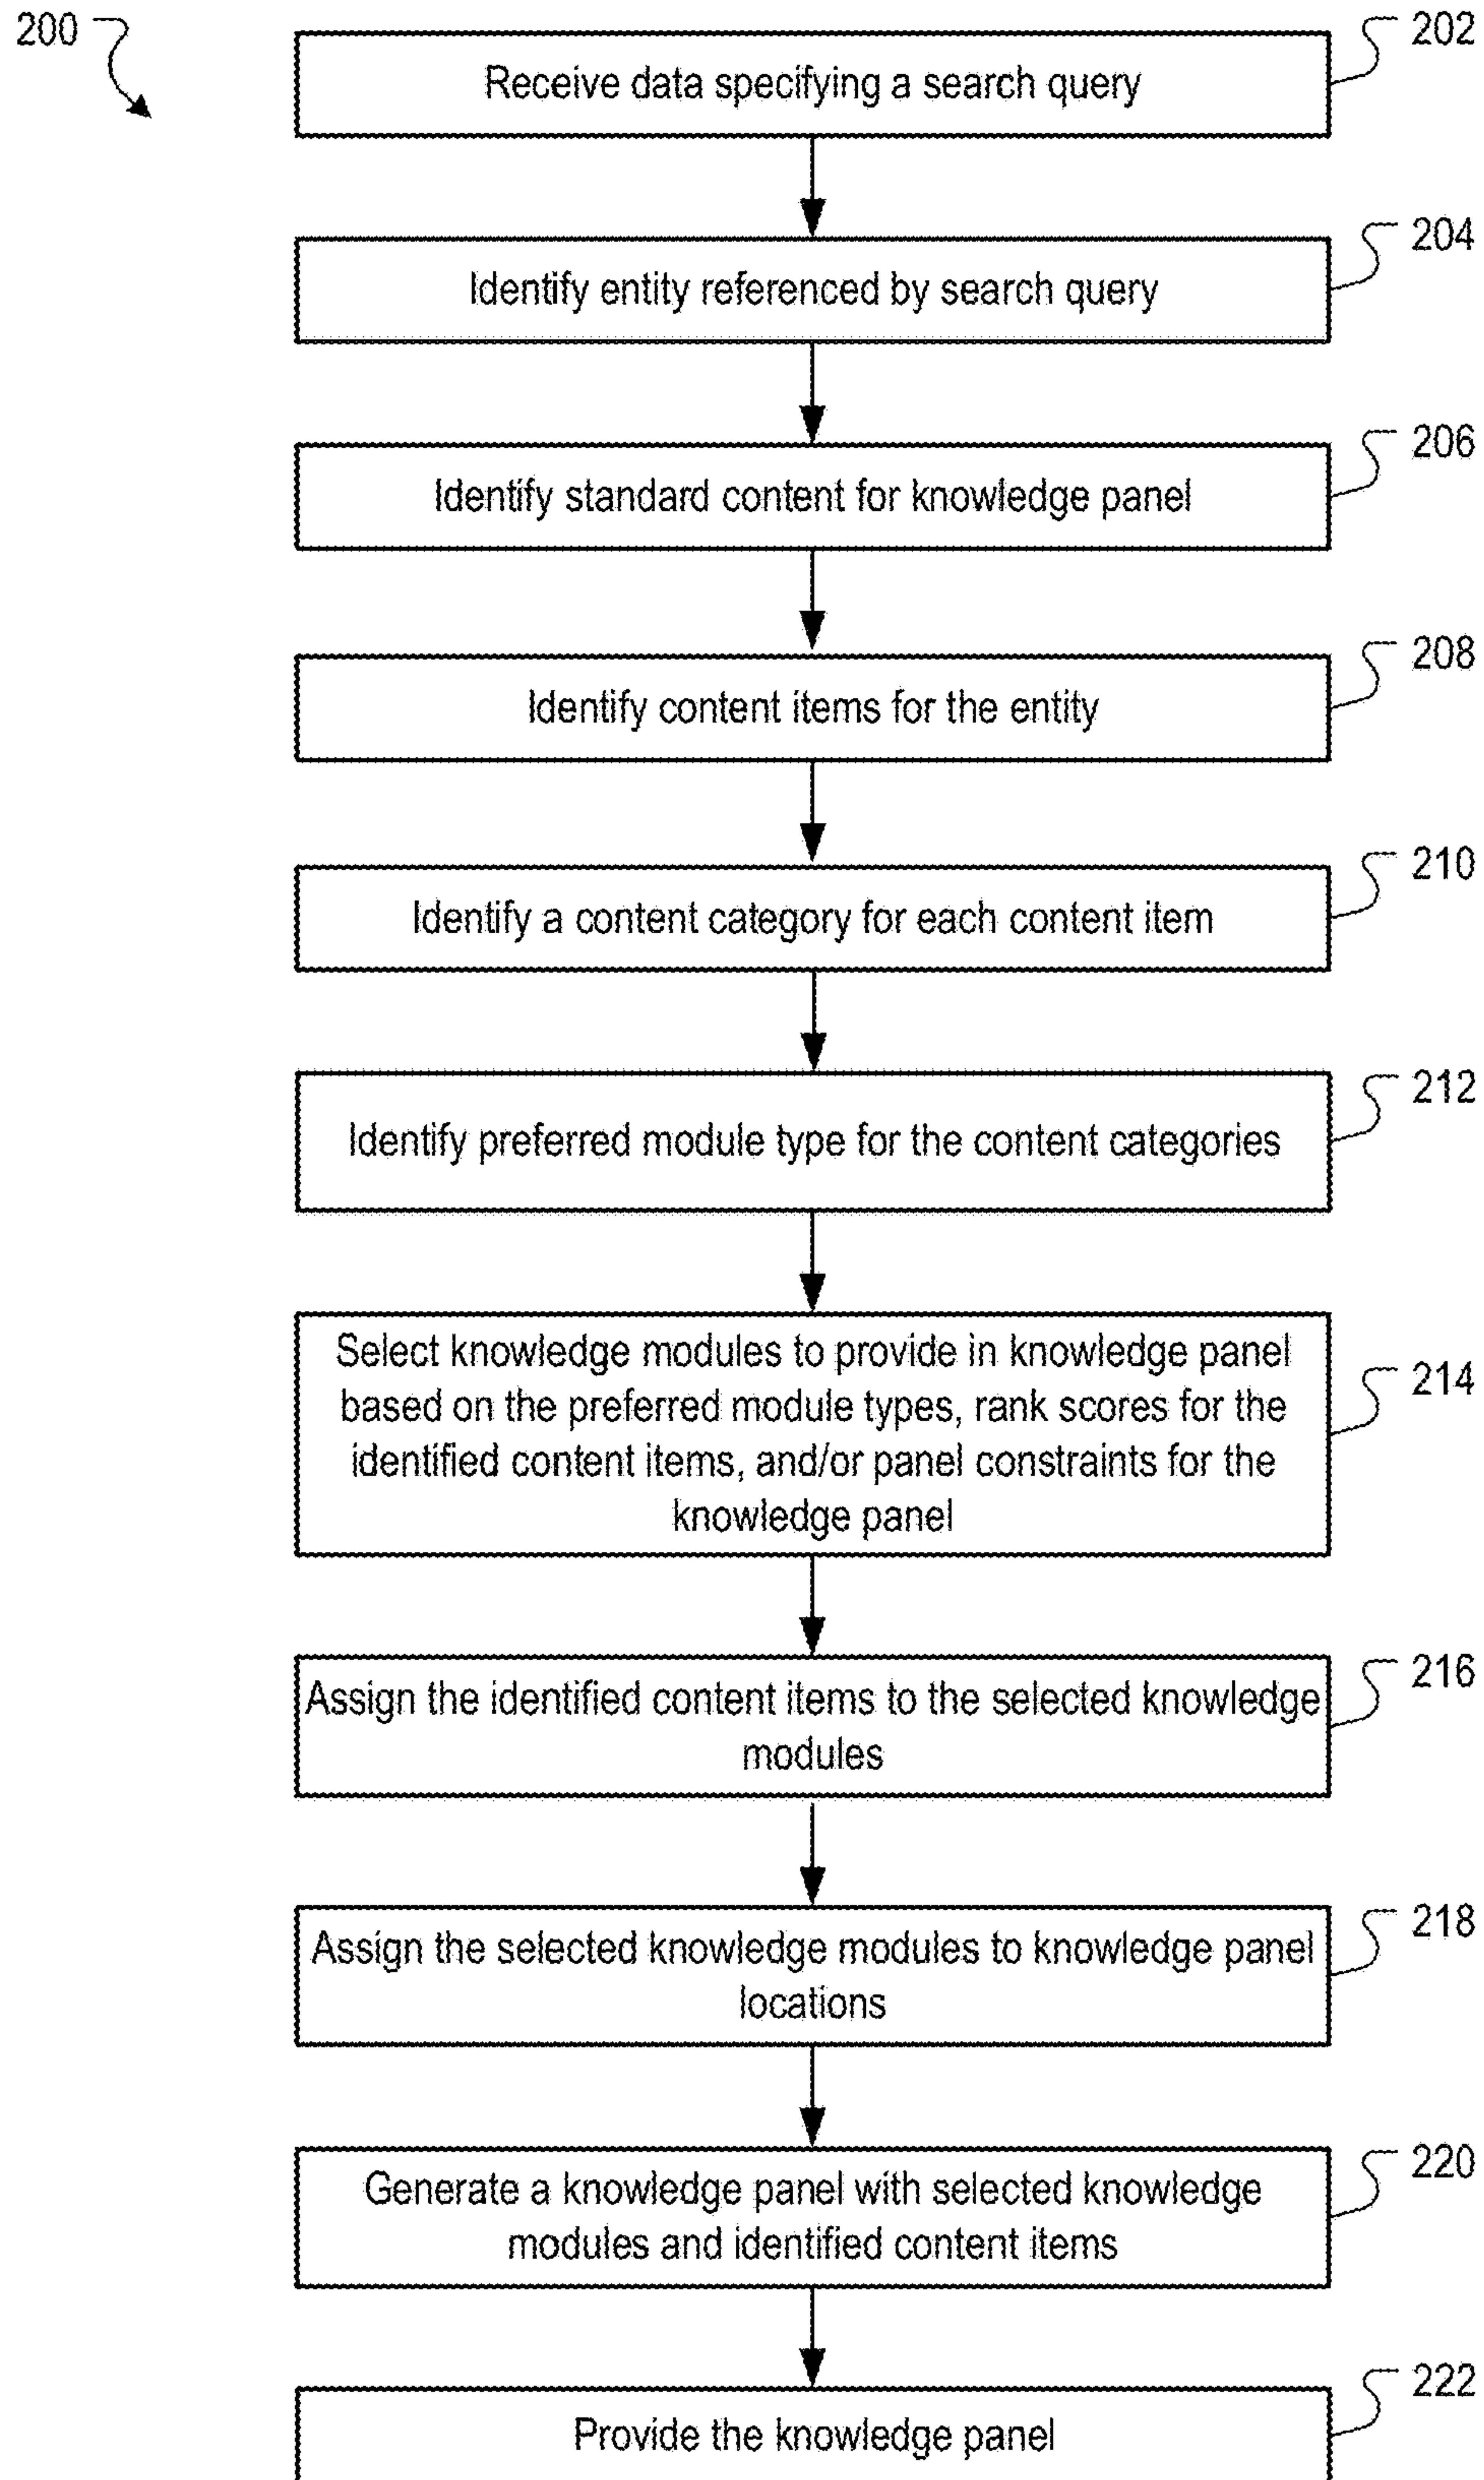 200
202
Receive data specifying a search query
204
Identify entity referenced by search query
206
Identify standard content for knowledge panel
208
Identify content items for the entity
210
Identify a content category for each content item
212
Identify preferred module type for the content categories
214
Select knowledge modules to provide in knowledge panel
based on the preferred module types, rank scores for the
identified content items, and/or panel constraints for the
knowledge panel
216
Assign the identified content items to the selected knowledge
modules
218
Assign the selected knowledge modules to knowledge panel
locations
220
Generate a knowledge panel with selected knowledge
modules and identified content items
222
Provide the knowledge panel